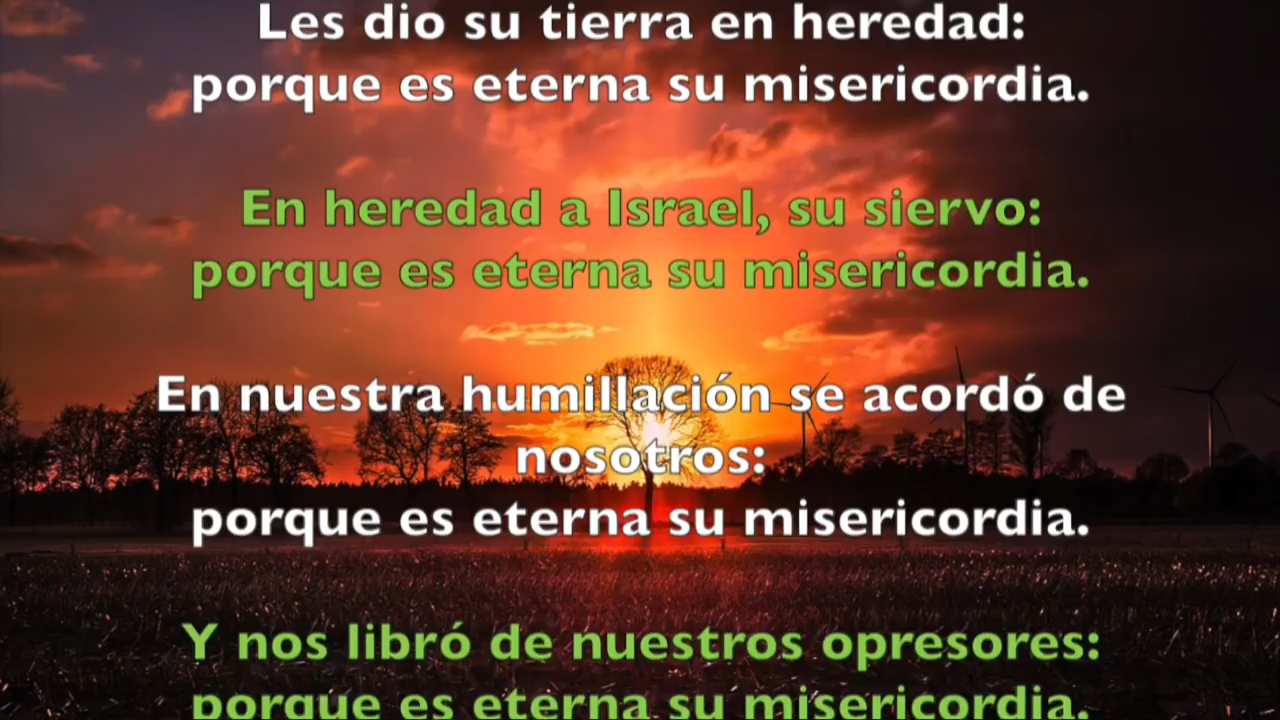 Les dio su tierra en heredad:
porque es eterna su misericordia.
En heredad a Israel, su siervo:
porque es eterna su misericordia.
En nuestra humillación se acordó de
nosotros:
porque es eterna su misericordia.
Y nos libró de nuestros opresores:
porque es eterna su misericordia.